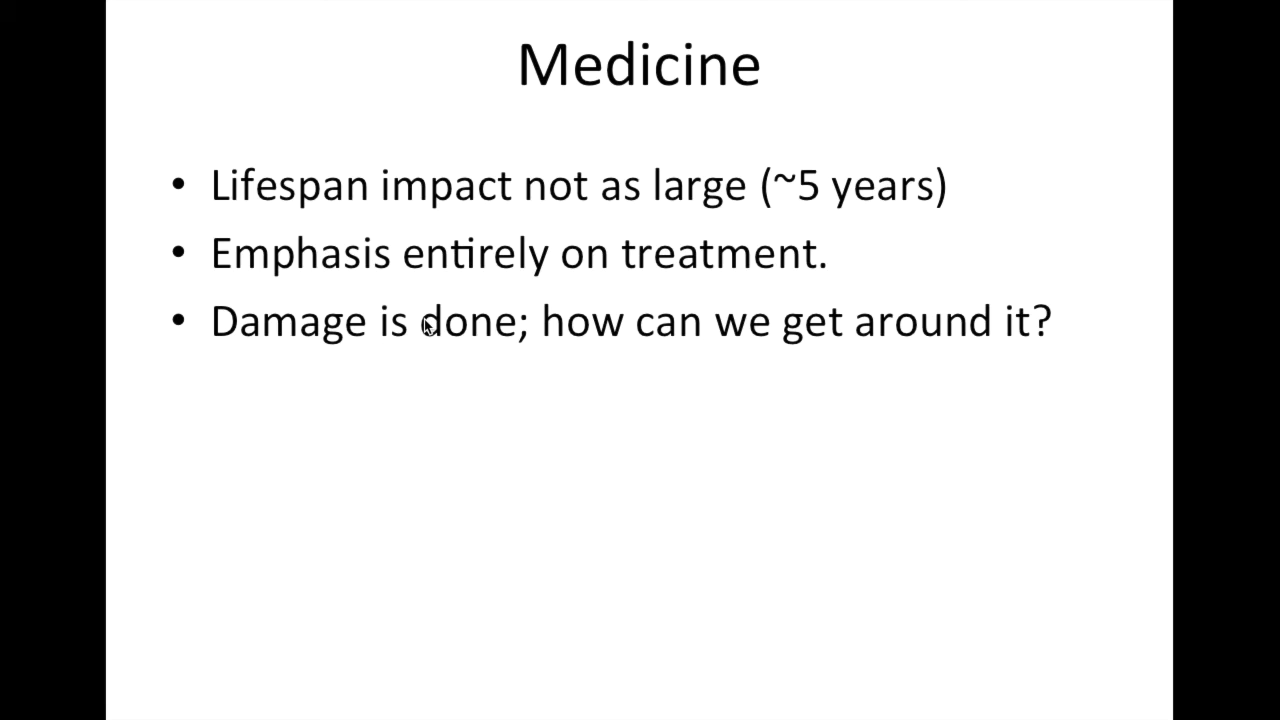 Medicine
• Lifespan impact not as large (~5 years)
• Emphasis entirely on treatment.
• Damage is done; how can we get around it?